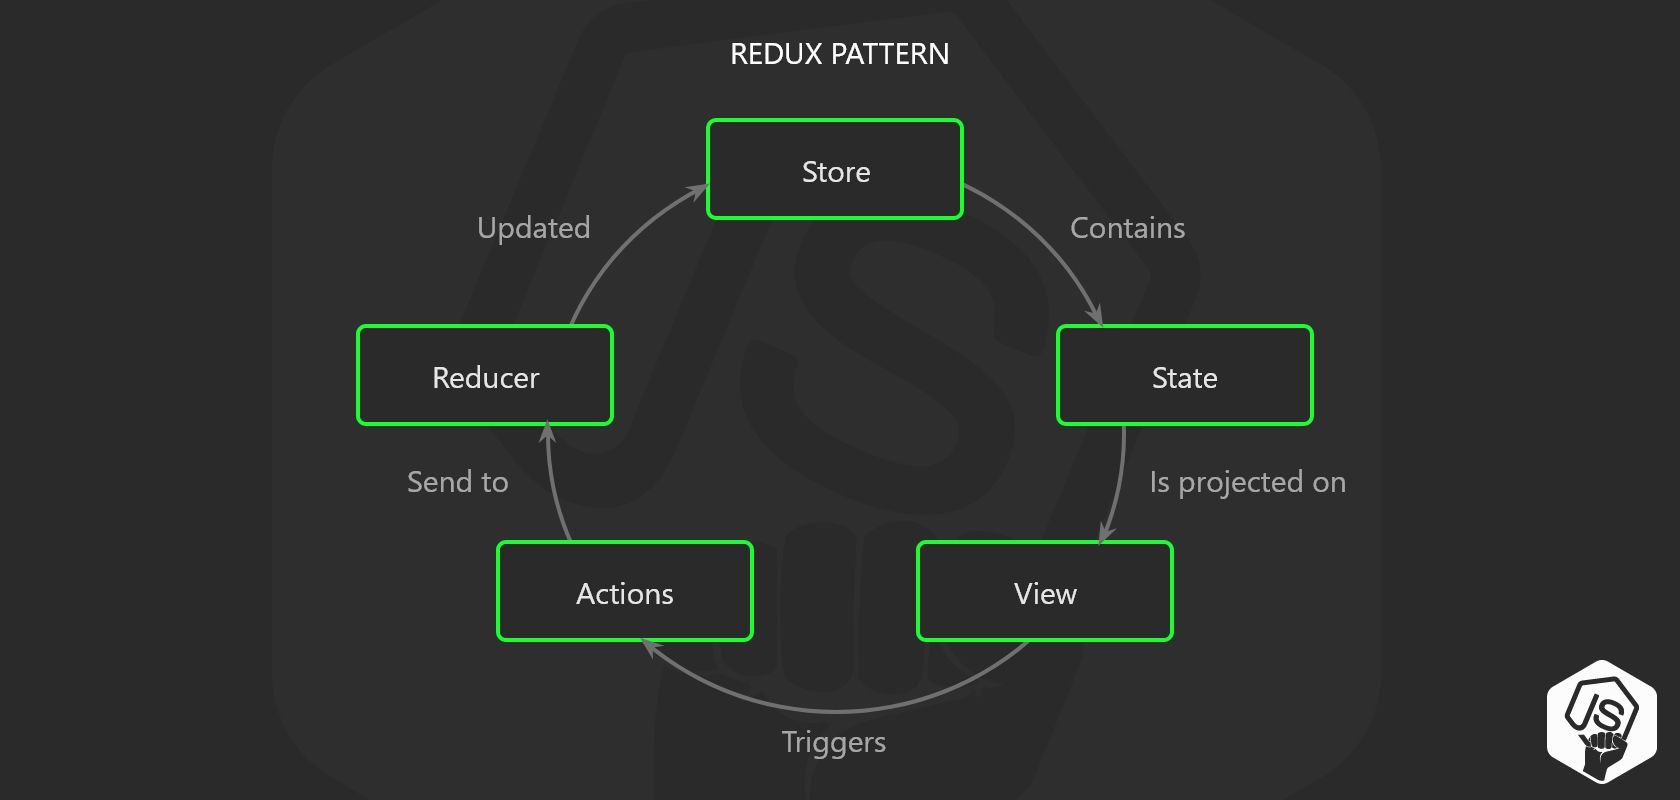 REDUX PATTERN
Store
Updated
Contains
Reducer
State
Send to
Is projected on
Actions
View
Triggers
JS